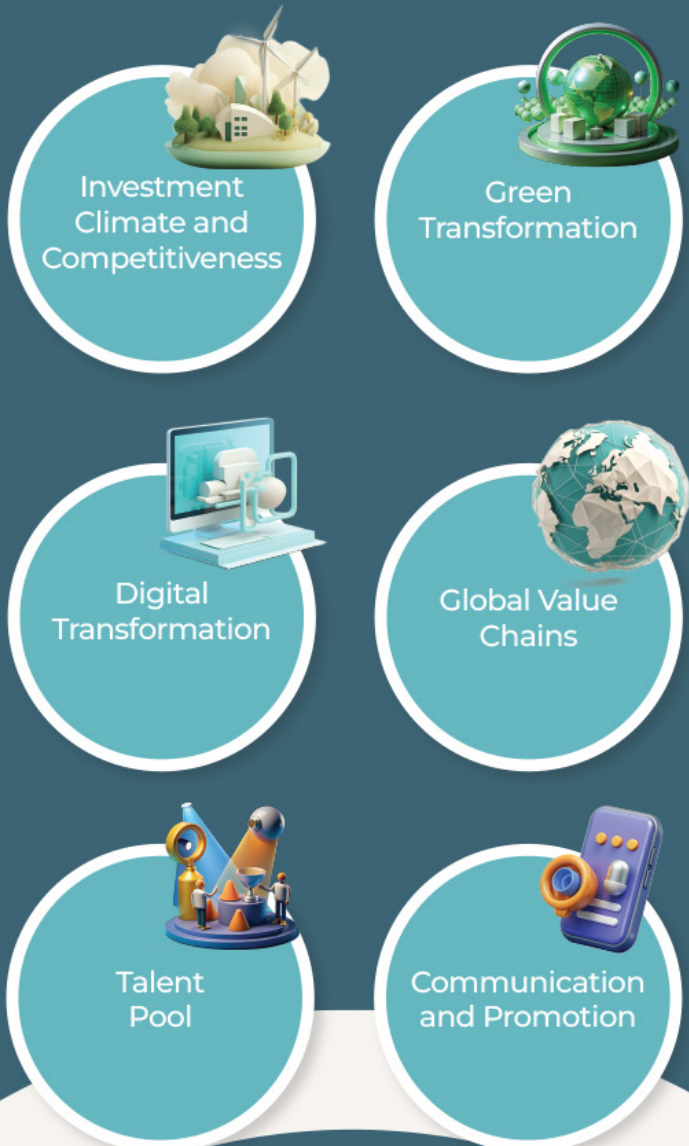 Investment
Climate and
Competitiveness
Green
Transformation
Digital
Transformation
Global Value
Chains
Talent
Pool
Communication
and Promotion